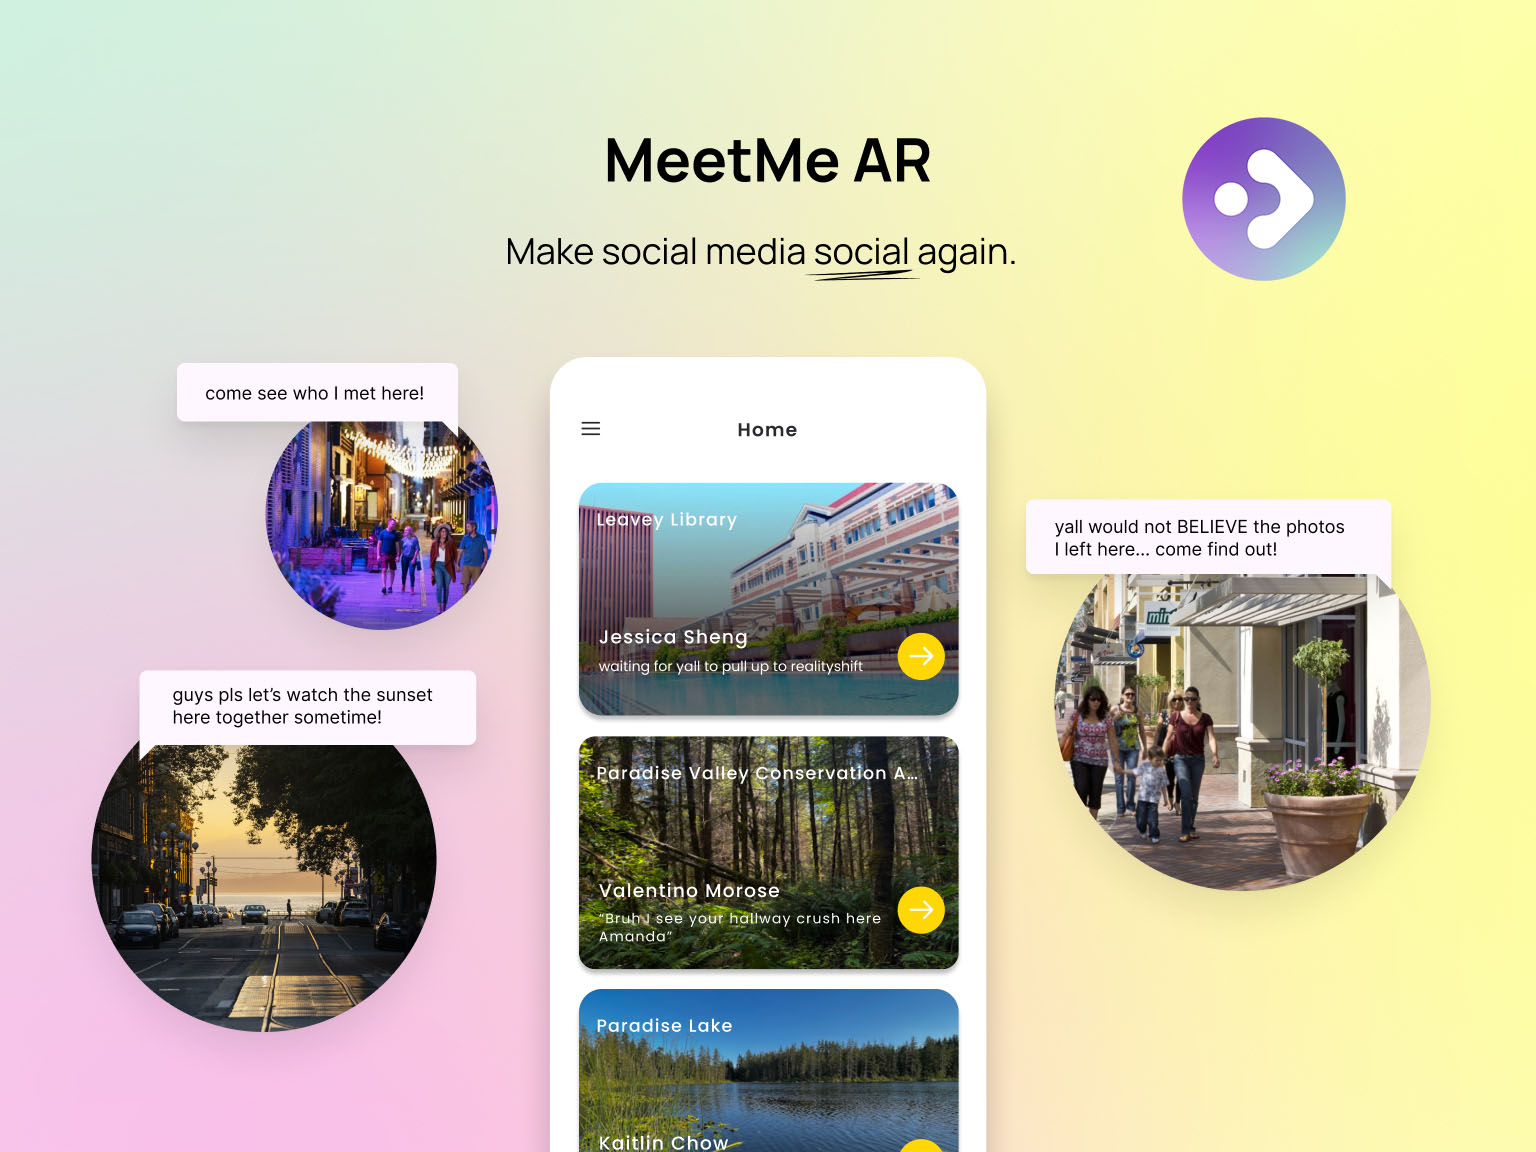 MeetMe AR
Make social media social again.
come see who I met here!
guys pls let's watch the sunset
here together sometime!
Home
Leavey Library
Jessica Sheng
waiting for yall to pull up to realityshift
Paradise Valley Conservation A...
Valentino Morose
"Bruh I see your hallway crush here
Amanda"
Paradise Lake
Kaitlin Chow
yall would not BELIEVE the photos
I left here... come find out!